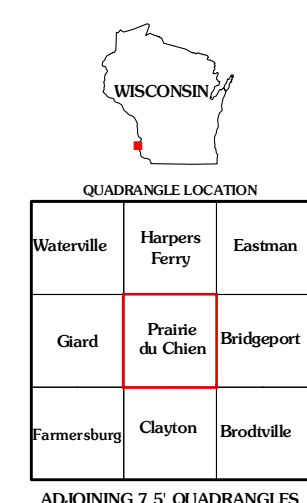 WISCONSIN
QUADRANGLE LOCATION
Waterville
Harpers
Ferry
Eastman
Giard
Prairie
du Chien
Bridgeport
Farmersburg
Clayton
Brodtville
ADJOINING 7.5' QUADRANGLES